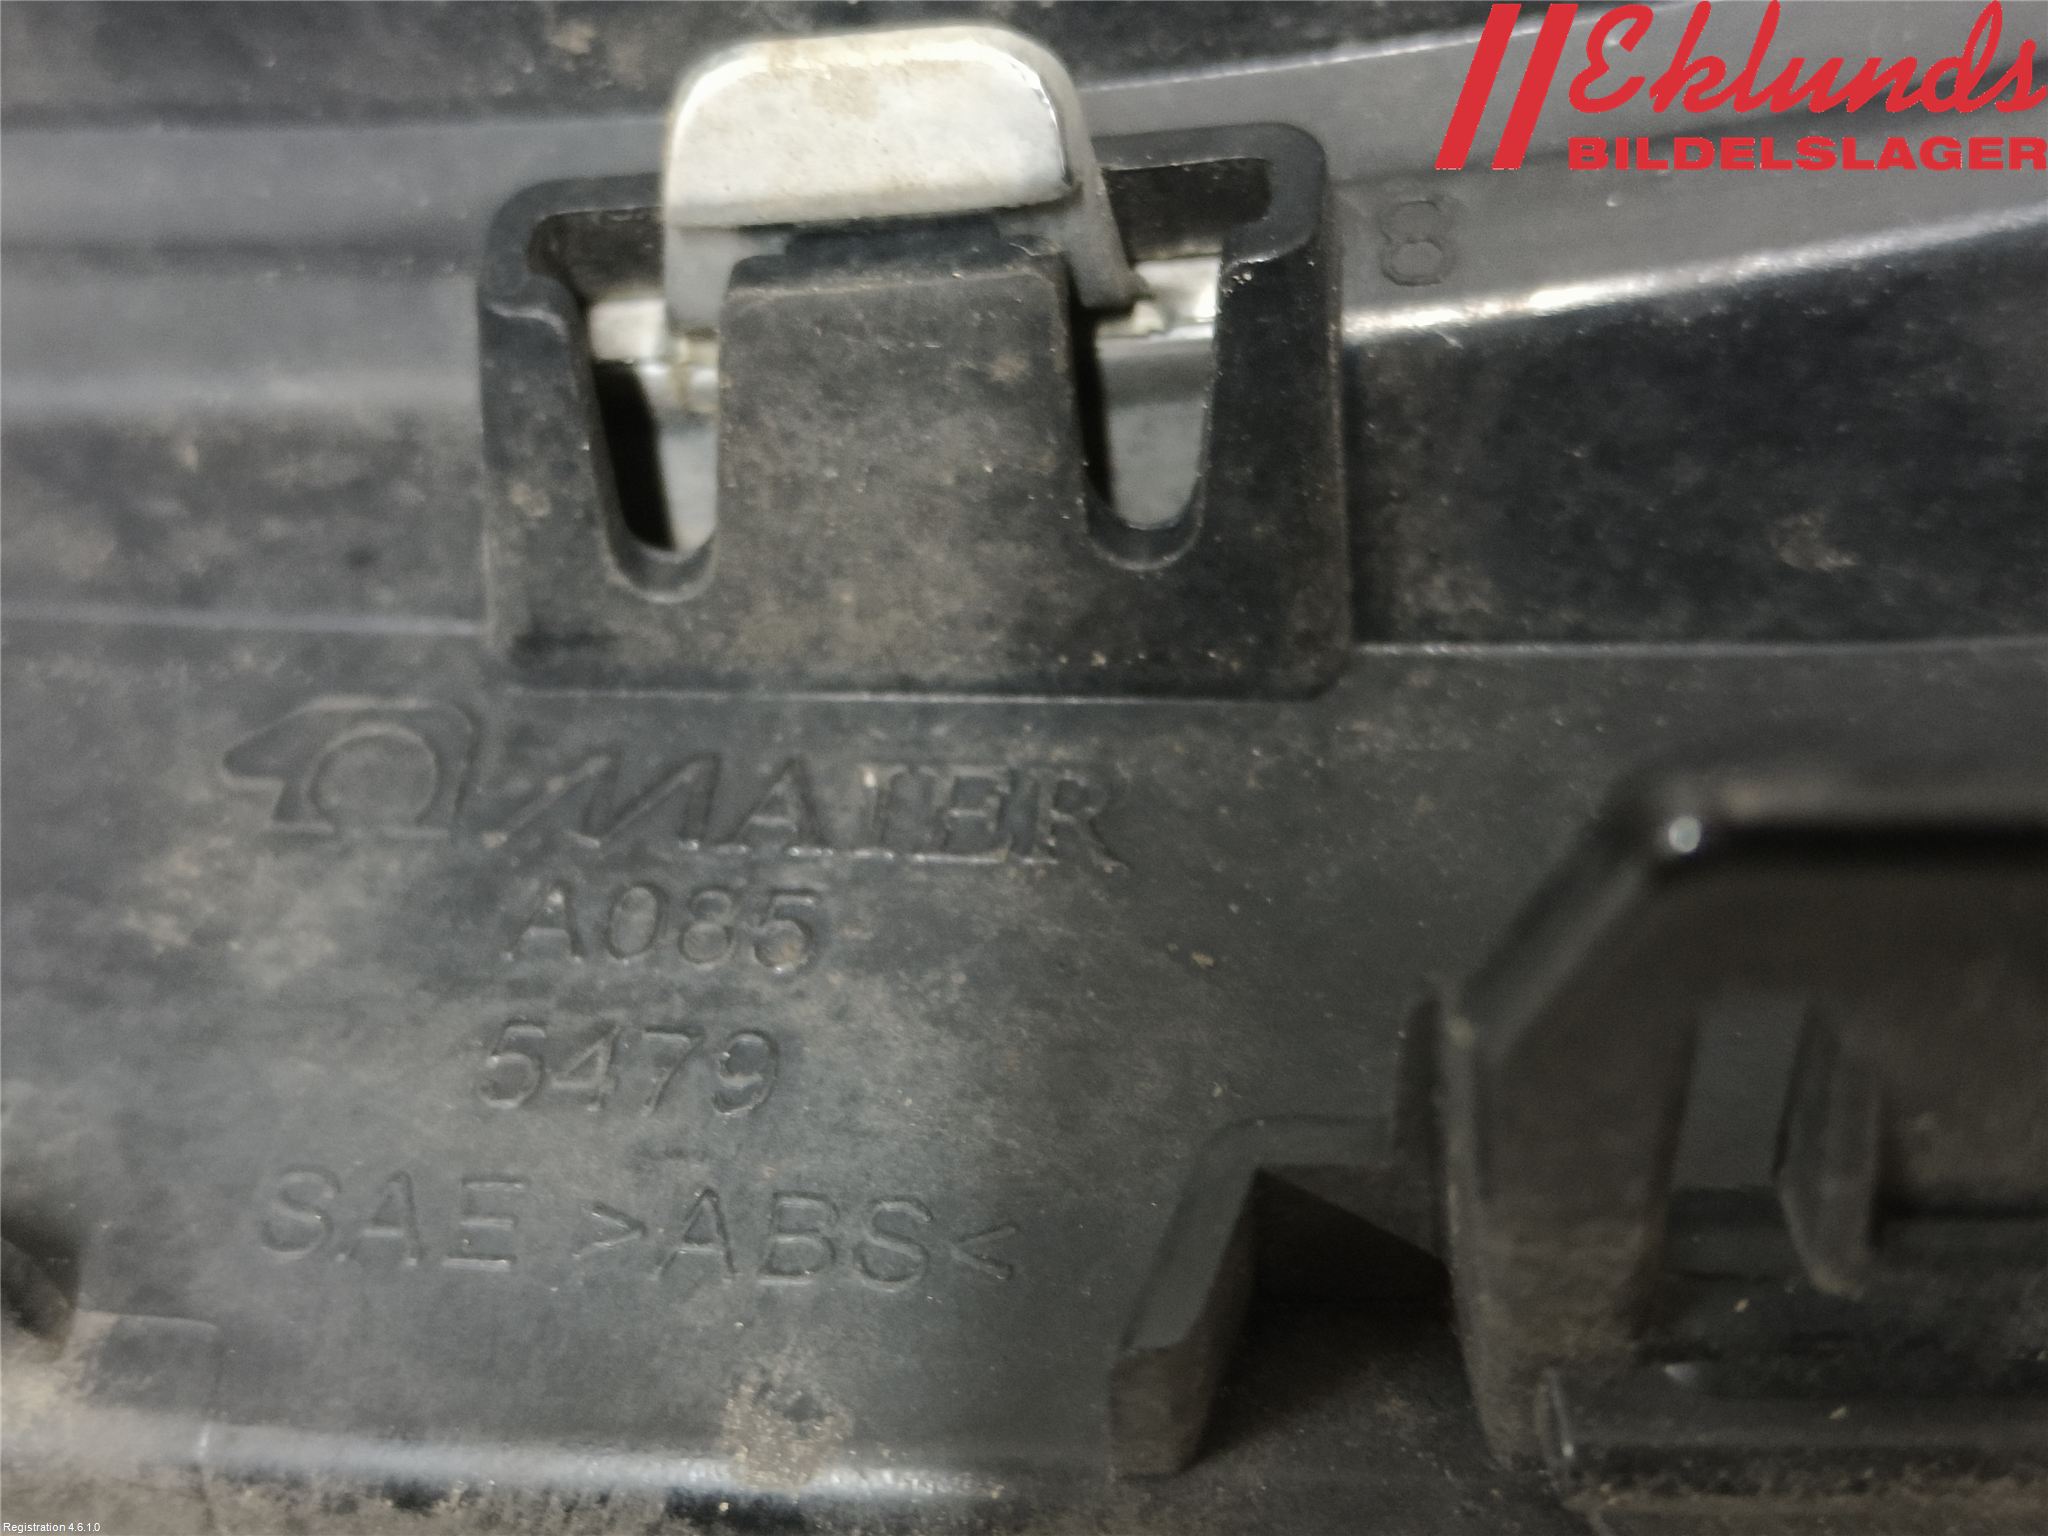 Eklunds
BILDELSLAGER
8
MAIER
A085
5479
SAE >ABS<
Registration 4.6.1.0